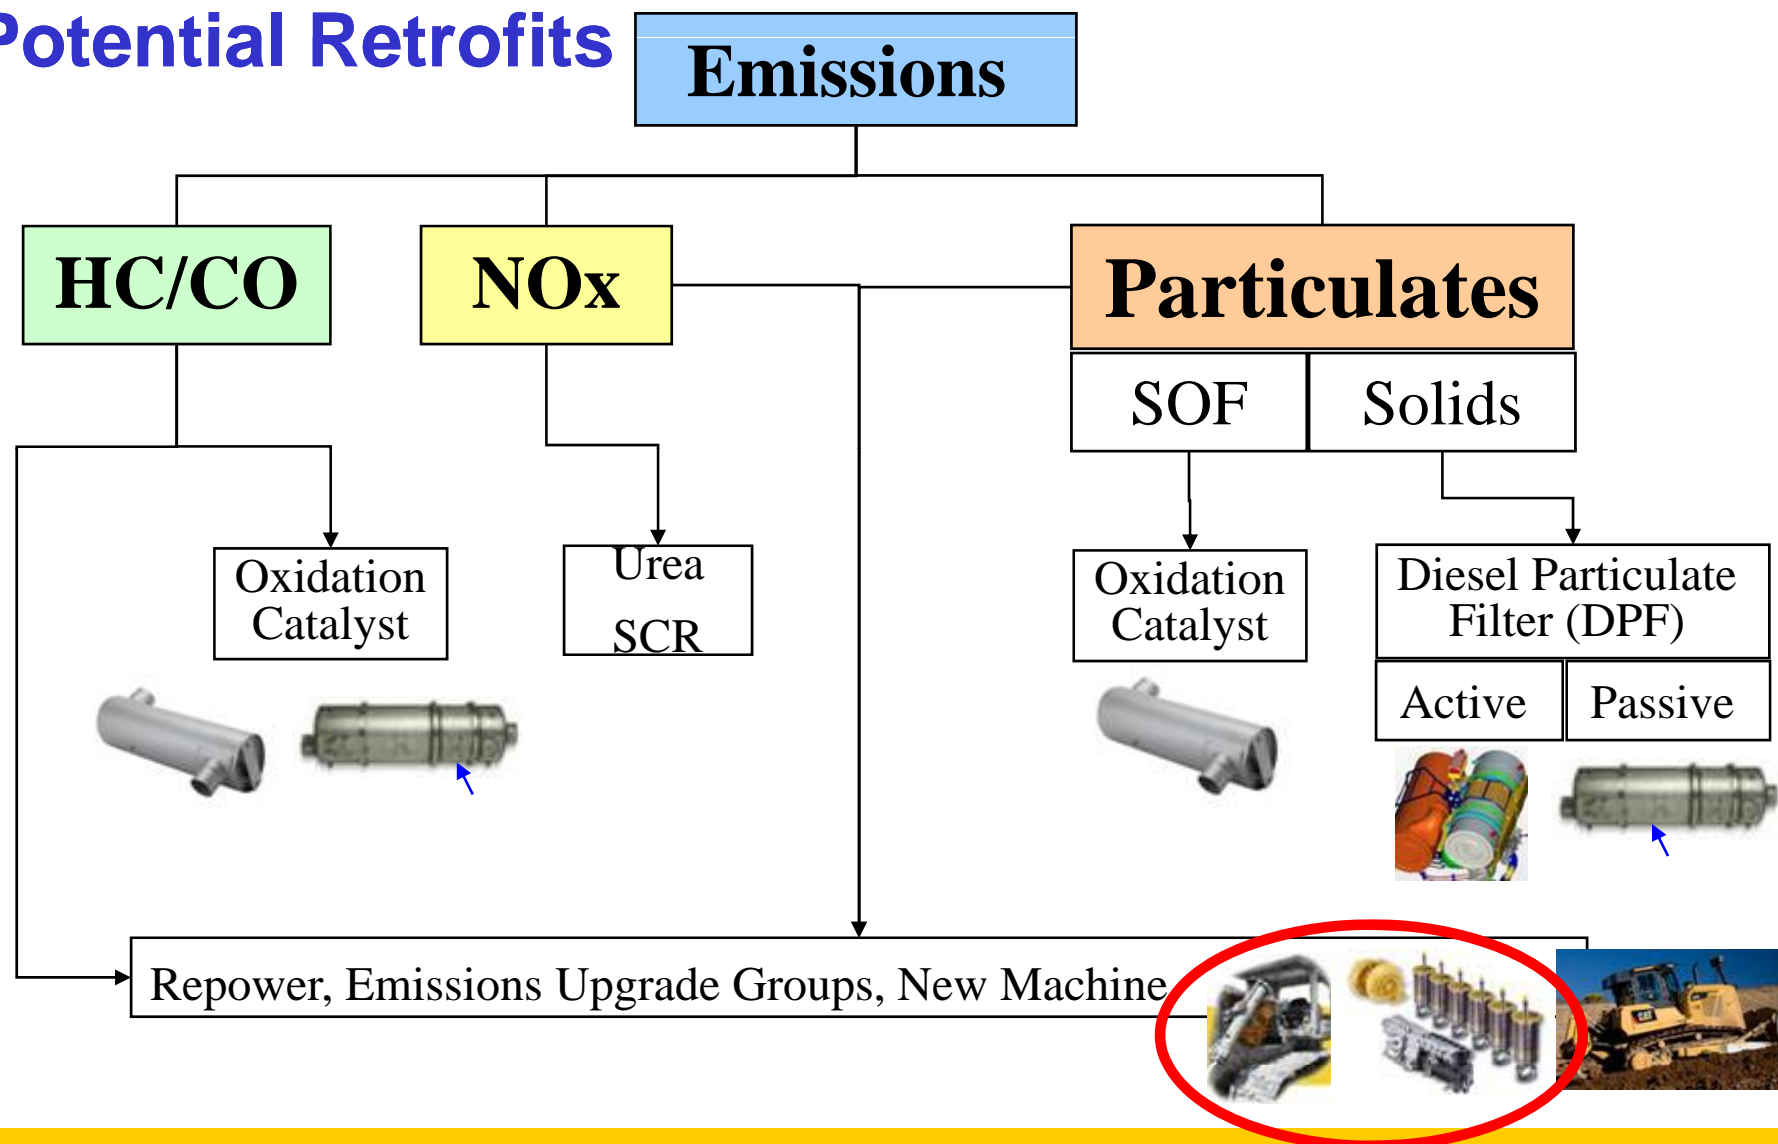 Potential Retrofits
Emissions
HC/CO
NOx
Particulates
SOF
Solids
Oxidation
Catalyst
Urea
SCR
Oxidation
Catalyst
Diesel Particulate
Filter (DPF)
Active
Passive
Repower, Emissions Upgrade Groups, New Machine
CAT